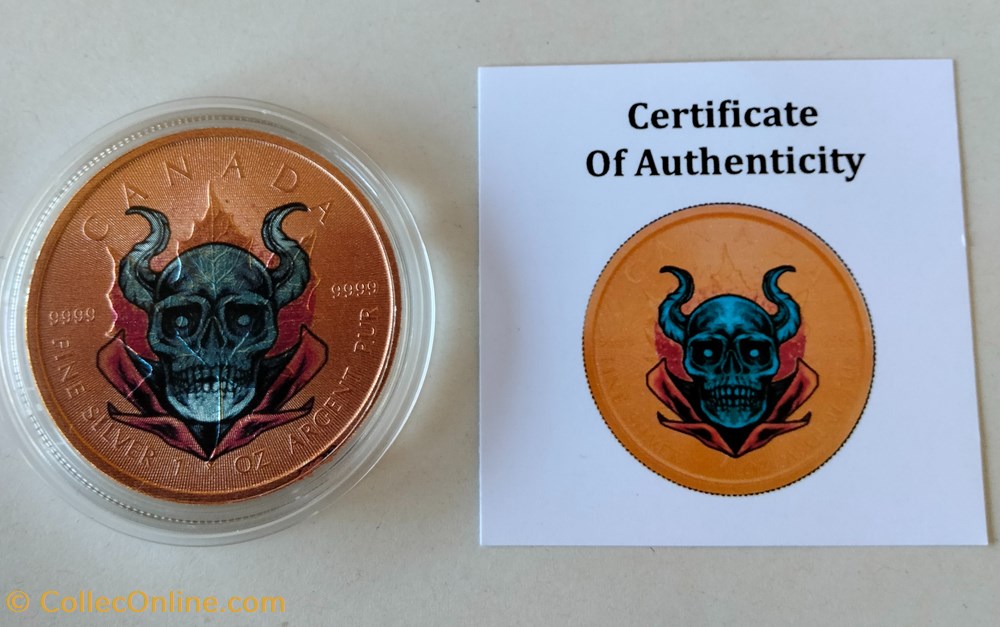 CANADA
9999
9999
FINE SILVER 1 OZ ARGENT PUR
Certificate
Of Authenticity
© CollecOnline.com